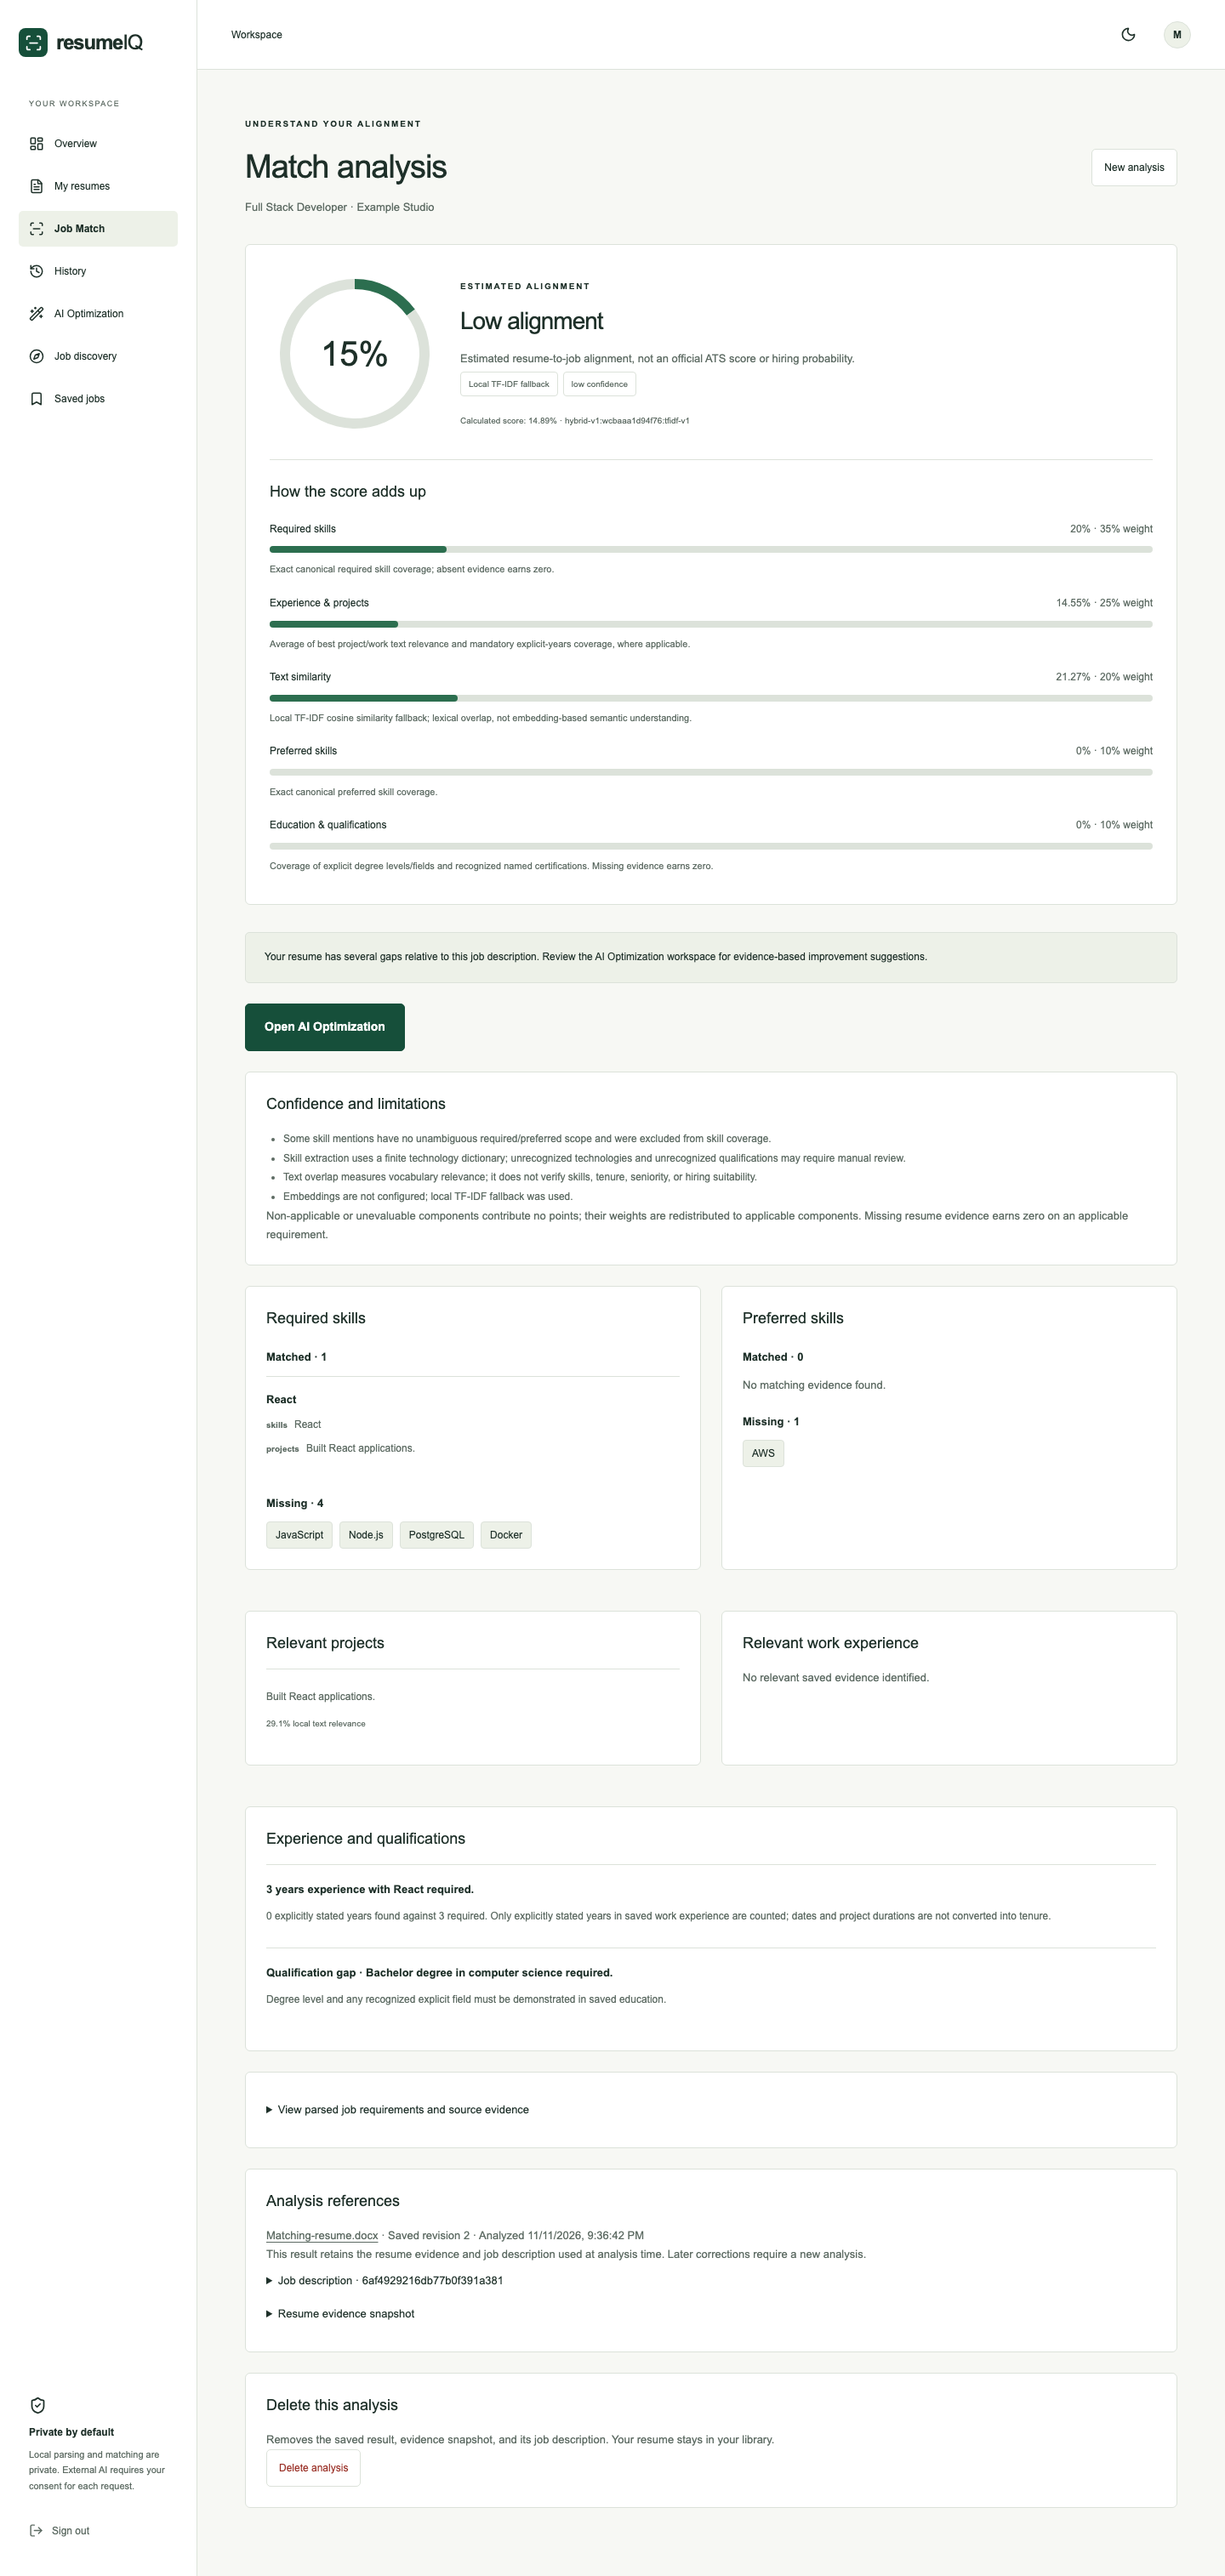 resumeIQ
YOUR WORKSPACE
Overview
My resumes
Job Match
History
AI Optimization
Job discovery
Saved jobs
Private by default
Local parsing and matching are
private. External AI requires your
consent for each request.
Sign out
Workspace
M
UNDERSTAND YOUR ALIGNMENT
Match analysis
New analysis
Full Stack Developer · Example Studio
15%
ESTIMATED ALIGNMENT
Low alignment
Estimated resume-to-job alignment, not an official ATS score or hiring probability.
Local TF-IDF fallback low confidence
Calculated score: 14.89% · hybrid-v1:wcbaaa1d94f76:tfidf-v1
How the score adds up
Required skills 20% · 35% weight
Exact canonical required skill coverage; absent evidence earns zero.
Experience & projects 14.55% · 25% weight
Average of best project/work text relevance and mandatory explicit-years coverage, where applicable.
Text similarity 21.27% · 20% weight
Local TF-IDF cosine similarity fallback; lexical overlap, not embedding-based semantic understanding.
Preferred skills 0% · 10% weight
Exact canonical preferred skill coverage.
Education & qualifications 0% · 10% weight
Coverage of explicit degree levels/fields and recognized named certifications. Missing evidence earns zero.
Your resume has several gaps relative to this job description. Review the AI Optimization workspace for evidence-based improvement suggestions.
Open AI Optimization
Confidence and limitations
• Some skill mentions have no unambiguous required/preferred scope and were excluded from skill coverage.
• Skill extraction uses a finite technology dictionary; unrecognized technologies and unrecognized qualifications may require manual review.
• Text overlap measures vocabulary relevance; it does not verify skills, tenure, seniority, or hiring suitability.
• Embeddings are not configured; local TF-IDF fallback was used.
Non-applicable or unevaluable components contribute no points; their weights are redistributed to applicable components. Missing resume evidence earns zero on an applicable
requirement.
Required skills
Matched · 1
React
skills React
projects Built React applications.
Missing · 4
JavaScript Node.js PostgreSQL Docker
Preferred skills
Matched · 0
No matching evidence found.
Missing · 1
AWS
Relevant projects
Built React applications.
29.1% local text relevance
Relevant work experience
No relevant saved evidence identified.
Experience and qualifications
3 years experience with React required.
0 explicitly stated years found against 3 required. Only explicitly stated years in saved work experience are counted; dates and project durations are not converted into tenure.
Qualification gap · Bachelor degree in computer science required.
Degree level and any recognized explicit field must be demonstrated in saved education.
View parsed job requirements and source evidence
Analysis references
Matching-resume.docx · Saved revision 2 · Analyzed 11/11/2026, 9:36:42 PM
This result retains the resume evidence and job description used at analysis time. Later corrections require a new analysis.
Job description · 6af4929216db77b0f391a381
Resume evidence snapshot
Delete this analysis
Removes the saved result, evidence snapshot, and its job description. Your resume stays in your library.
Delete analysis